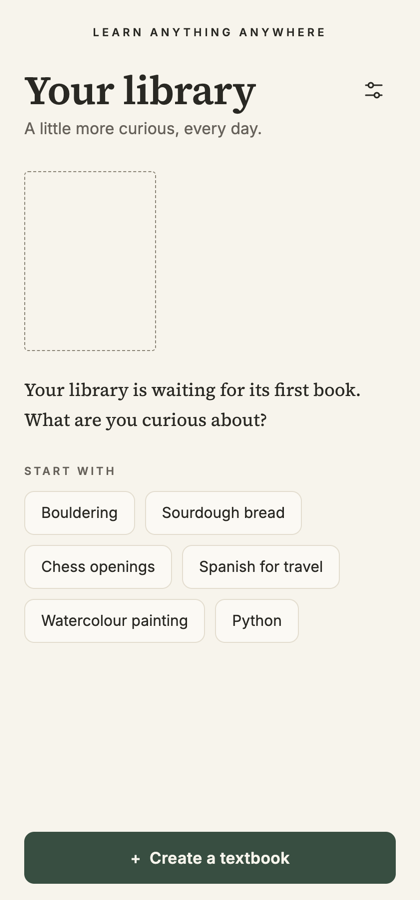 LEARN ANYTHING ANYWHERE
Your library
A little more curious, every day.
Your library is waiting for its first book.
What are you curious about?
START WITH
Bouldering
Sourdough bread
Chess openings
Spanish for travel
Watercolour painting
Python
+ Create a textbook